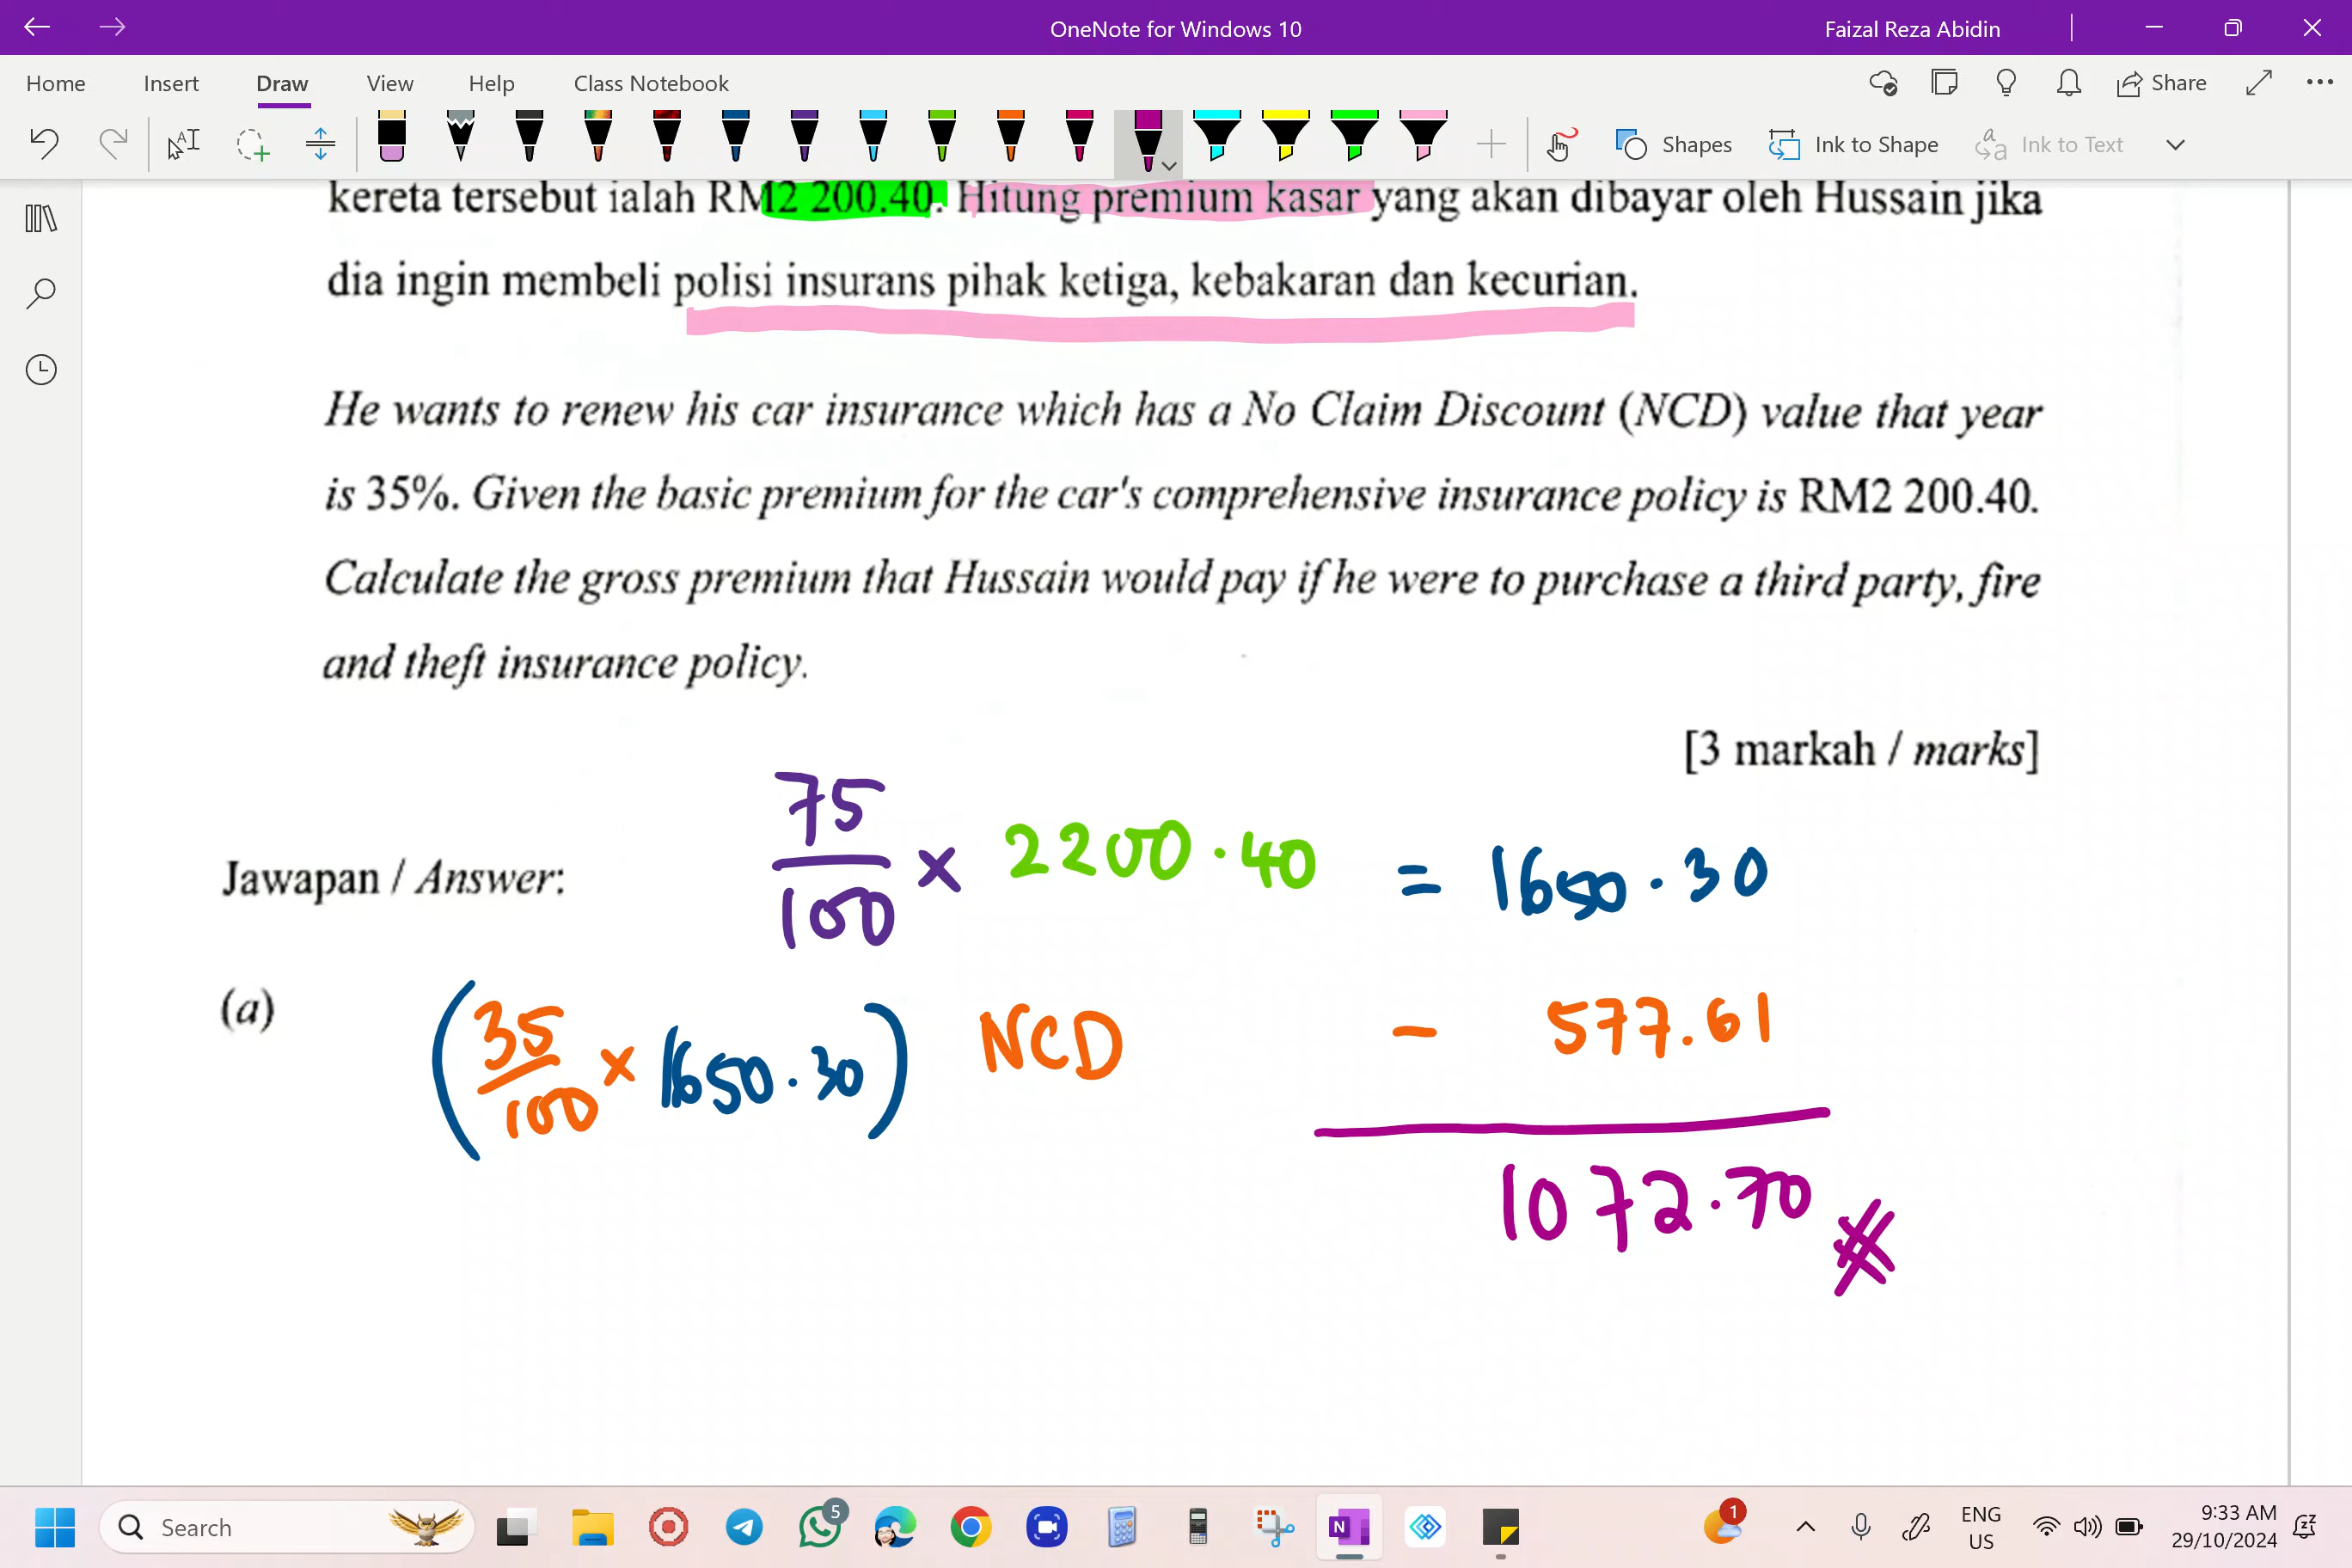 OneNote for Windows 10
Faizal Reza Abidin
Home Insert Draw View Help Class Notebook Share
Shapes Ink to Shape Ink to Text
kereta tersebut ialah RM2 200.40. Hitung premium kasar yang akan dibayar oleh Hussain jika
dia ingin membeli polisi insurans pihak ketiga, kebakaran dan kecurian.
He wants to renew his car insurance which has a No Claim Discount (NCD) value that year
is 35%. Given the basic premium for the car's comprehensive insurance policy is RM2 200.40.
Calculate the gross premium that Hussain would pay if he were to purchase a third party, fire
and theft insurance policy.
[3 markah / marks]
Jawapan / Answer:
75/100 × 2200.40 = 1650.30
(a)
(35/100 × 1650.30) NCD - 577.61
1072.70 #
Search
5
1
ENG
US
9:33 AM
29/10/2024